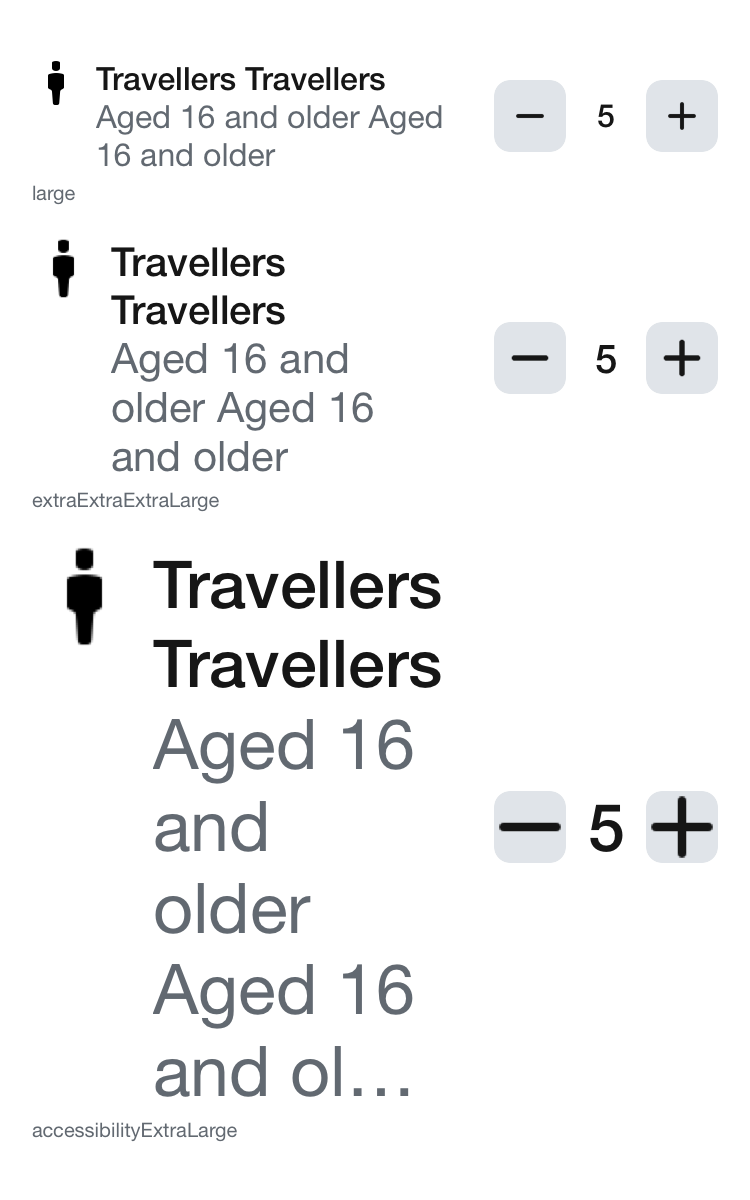 Travellers Travellers
Aged 16 and older Aged
16 and older
− 5 +
large
Travellers
Travellers
Aged 16 and
older Aged 16
and older
− 5 +
extraExtraExtraLarge
Travellers
Travellers
Aged 16
and
older
Aged 16
and ol…
− 5 +
accessibilityExtraLarge